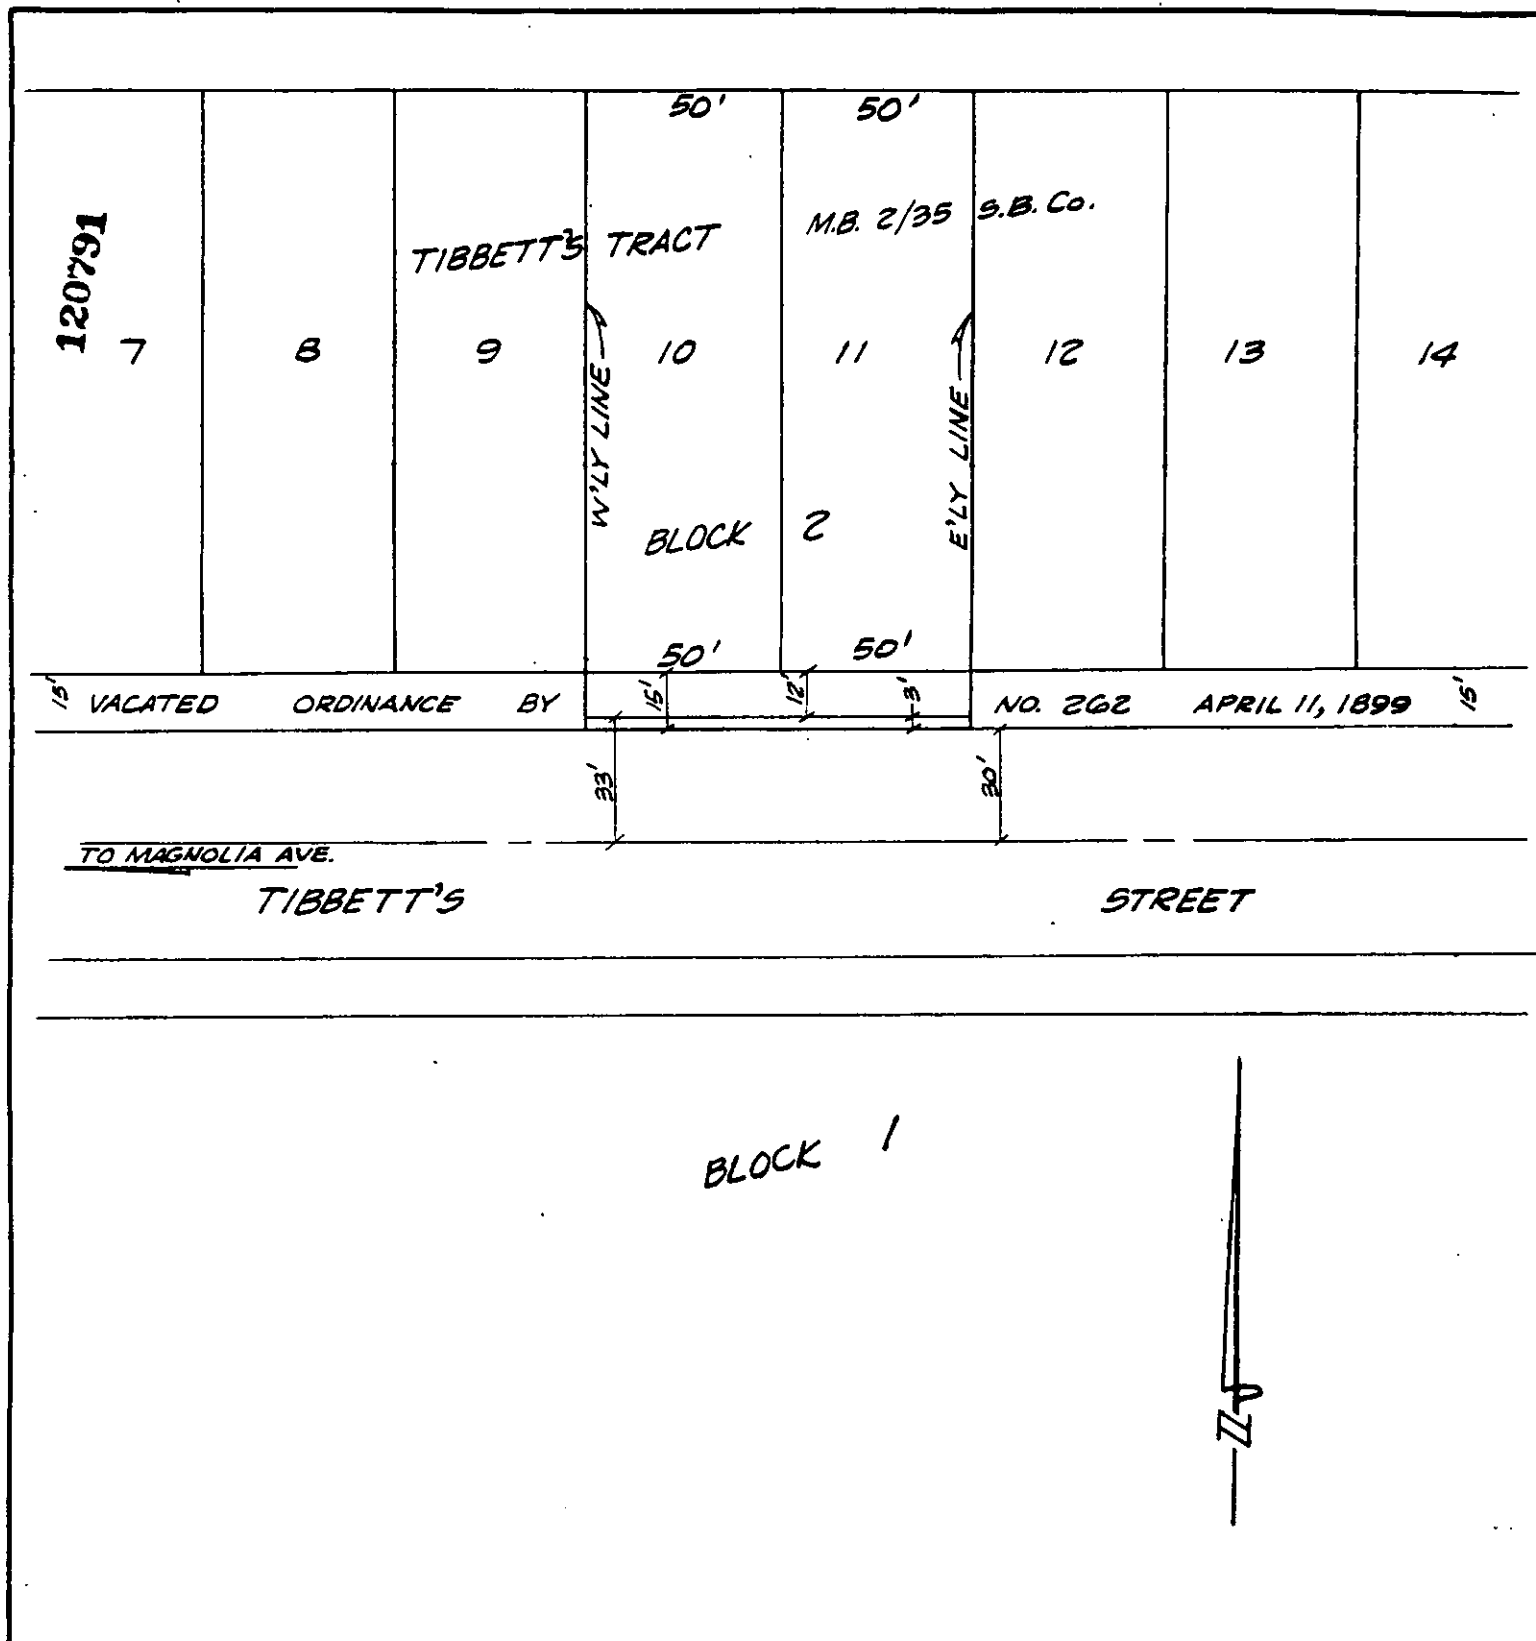 50' 50'
120791
TIBBETT'S TRACT M.B. 2/35 S.B. Co.
7 8 9 10 11 12 13 14
W'LY LINE
E'LY LINE
BLOCK 2
50' 50'
15' VACATED ORDINANCE BY 15' 12' 3' NO. 262 APRIL 11, 1899 15'
33' 30'
TO MAGNOLIA AVE.
TIBBETT'S STREET
BLOCK 1
N